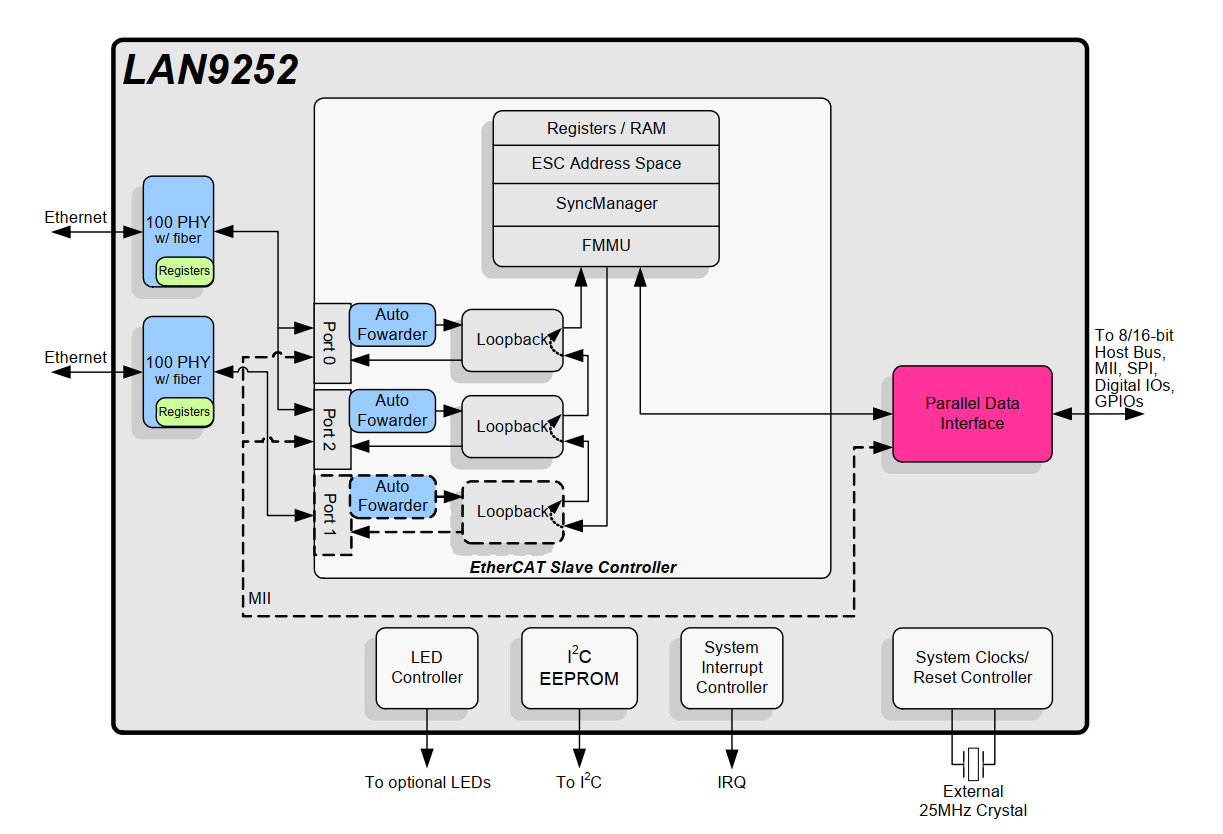 LAN9252
Registers / RAM
ESC Address Space
SyncManager
FMMU
Ethernet
100 PHY
w/ fiber
Registers
Ethernet
100 PHY
w/ fiber
Registers
Port 0
Auto
Fowarder
Loopback
Port 2
Auto
Fowarder
Loopback
Port 1
Auto
Fowarder
Loopback
EtherCAT Slave Controller
MII
Parallel Data
Interface
To 8/16-bit
Host Bus,
MII, SPI,
Digital IOs,
GPIOs
LED
Controller
I²C
EEPROM
System
Interrupt
Controller
System Clocks/
Reset Controller
To optional LEDs
To I²C
IRQ
External
25MHz Crystal